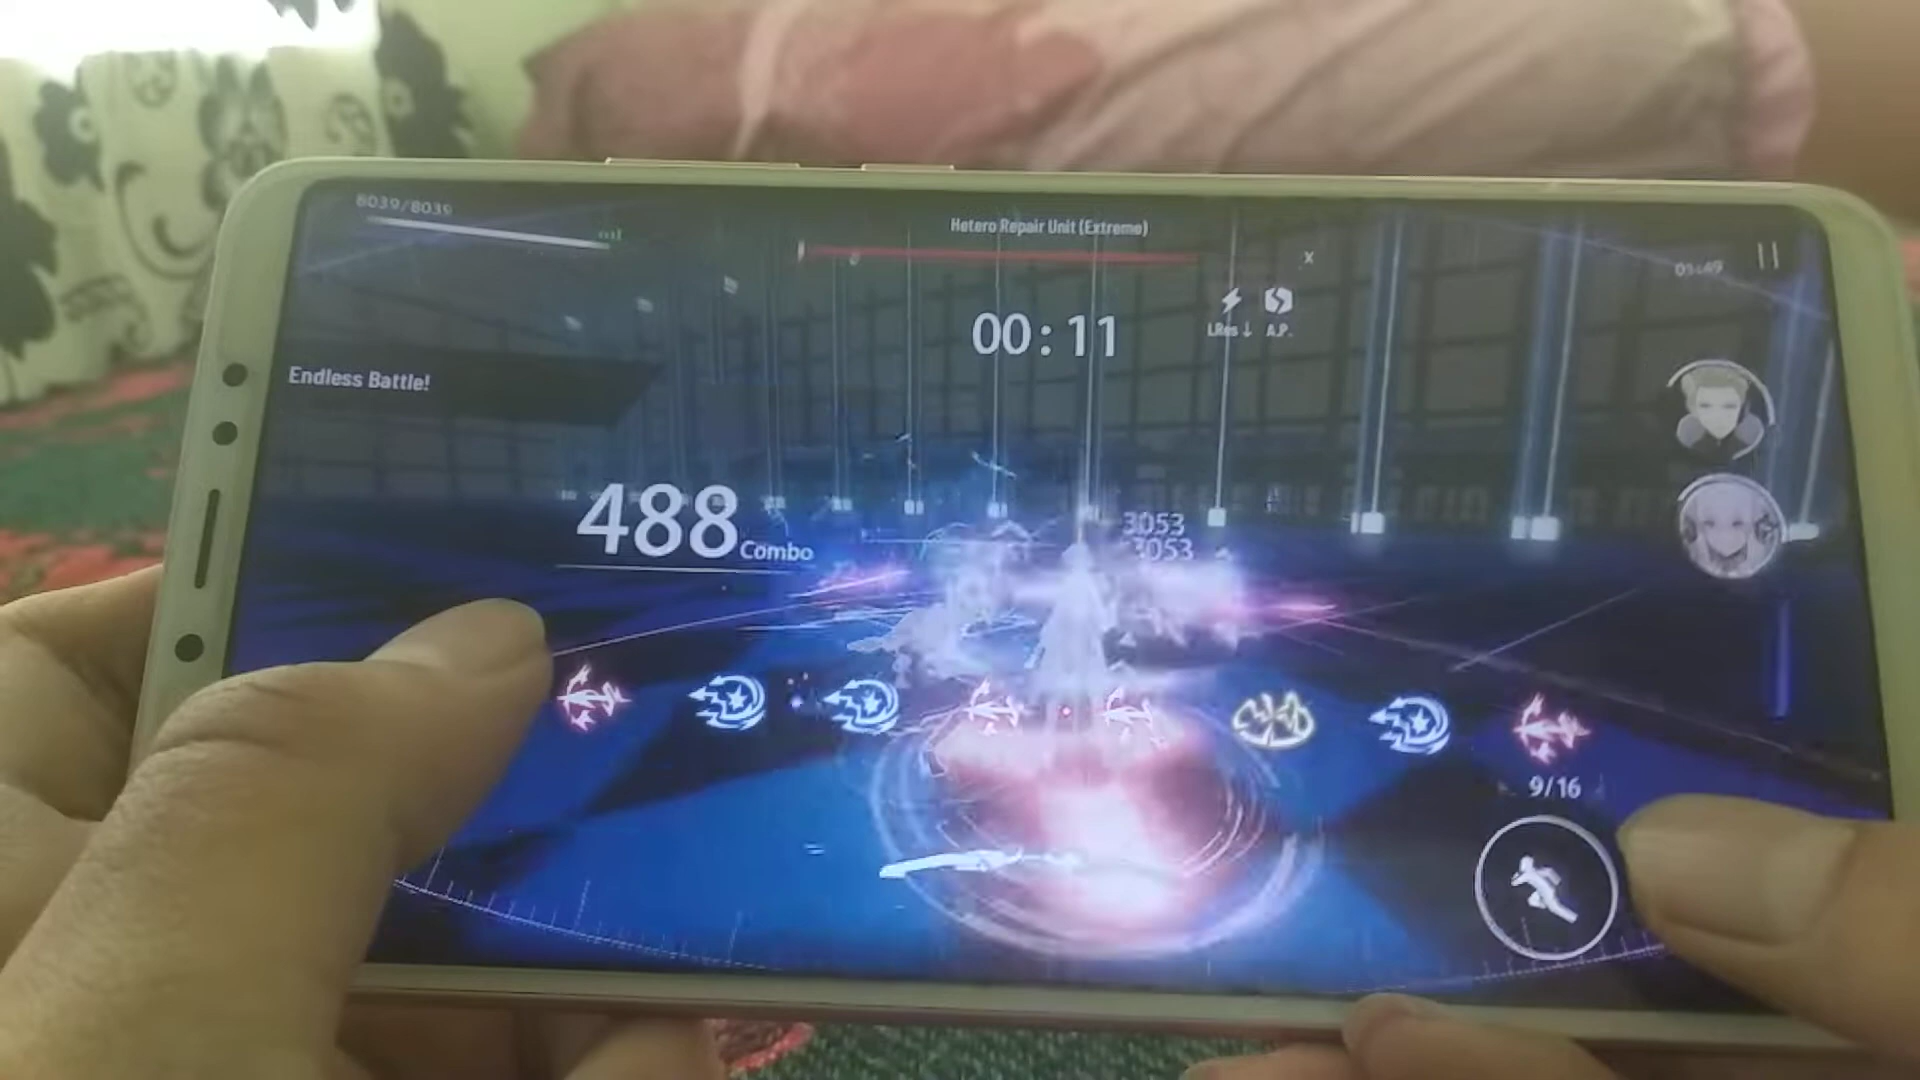 8039/8039
Hetero Repair Unit (Extreme)
x
05:49
LRes↓ A.P.
00:11
Endless Battle!
488 Combo
3053
3053
9/16